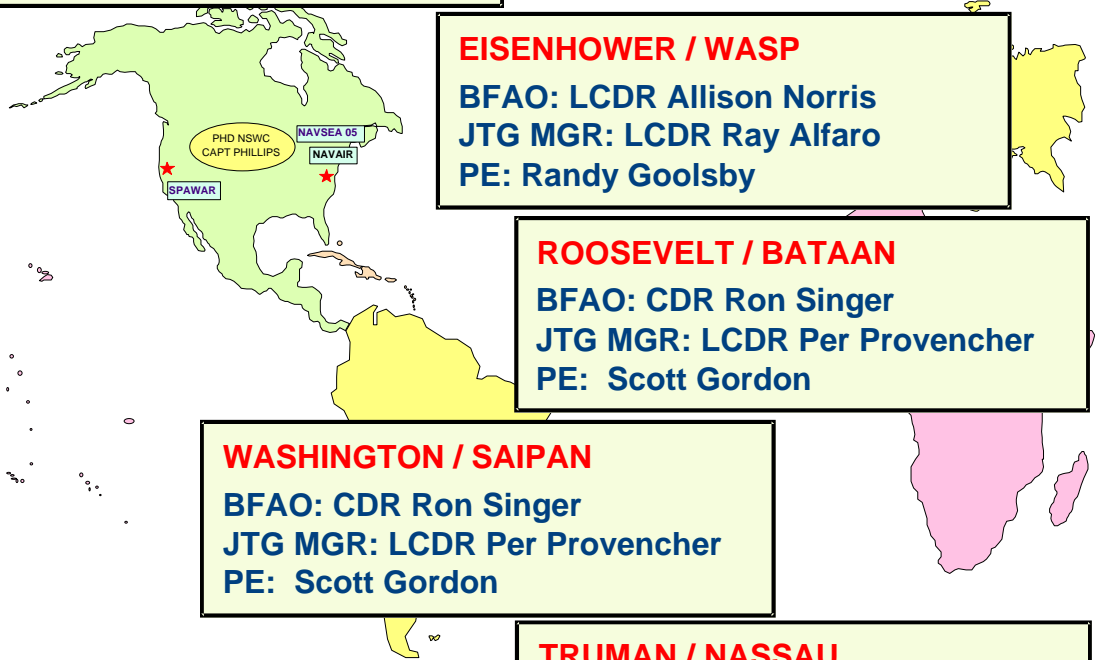 EISENHOWER / WASP
BFAO: LCDR Allison Norris
JTG MGR: LCDR Ray Alfaro
PE: Randy Goolsby
PHD NSWC
CAPT PHILLIPS
NAVSEA 05
NAVAIR
SPAWAR
ROOSEVELT / BATAAN
BFAO: CDR Ron Singer
JTG MGR: LCDR Per Provencher
PE: Scott Gordon
WASHINGTON / SAIPAN
BFAO: CDR Ron Singer
JTG MGR: LCDR Per Provencher
PE: Scott Gordon
TRUMAN / NASSAU